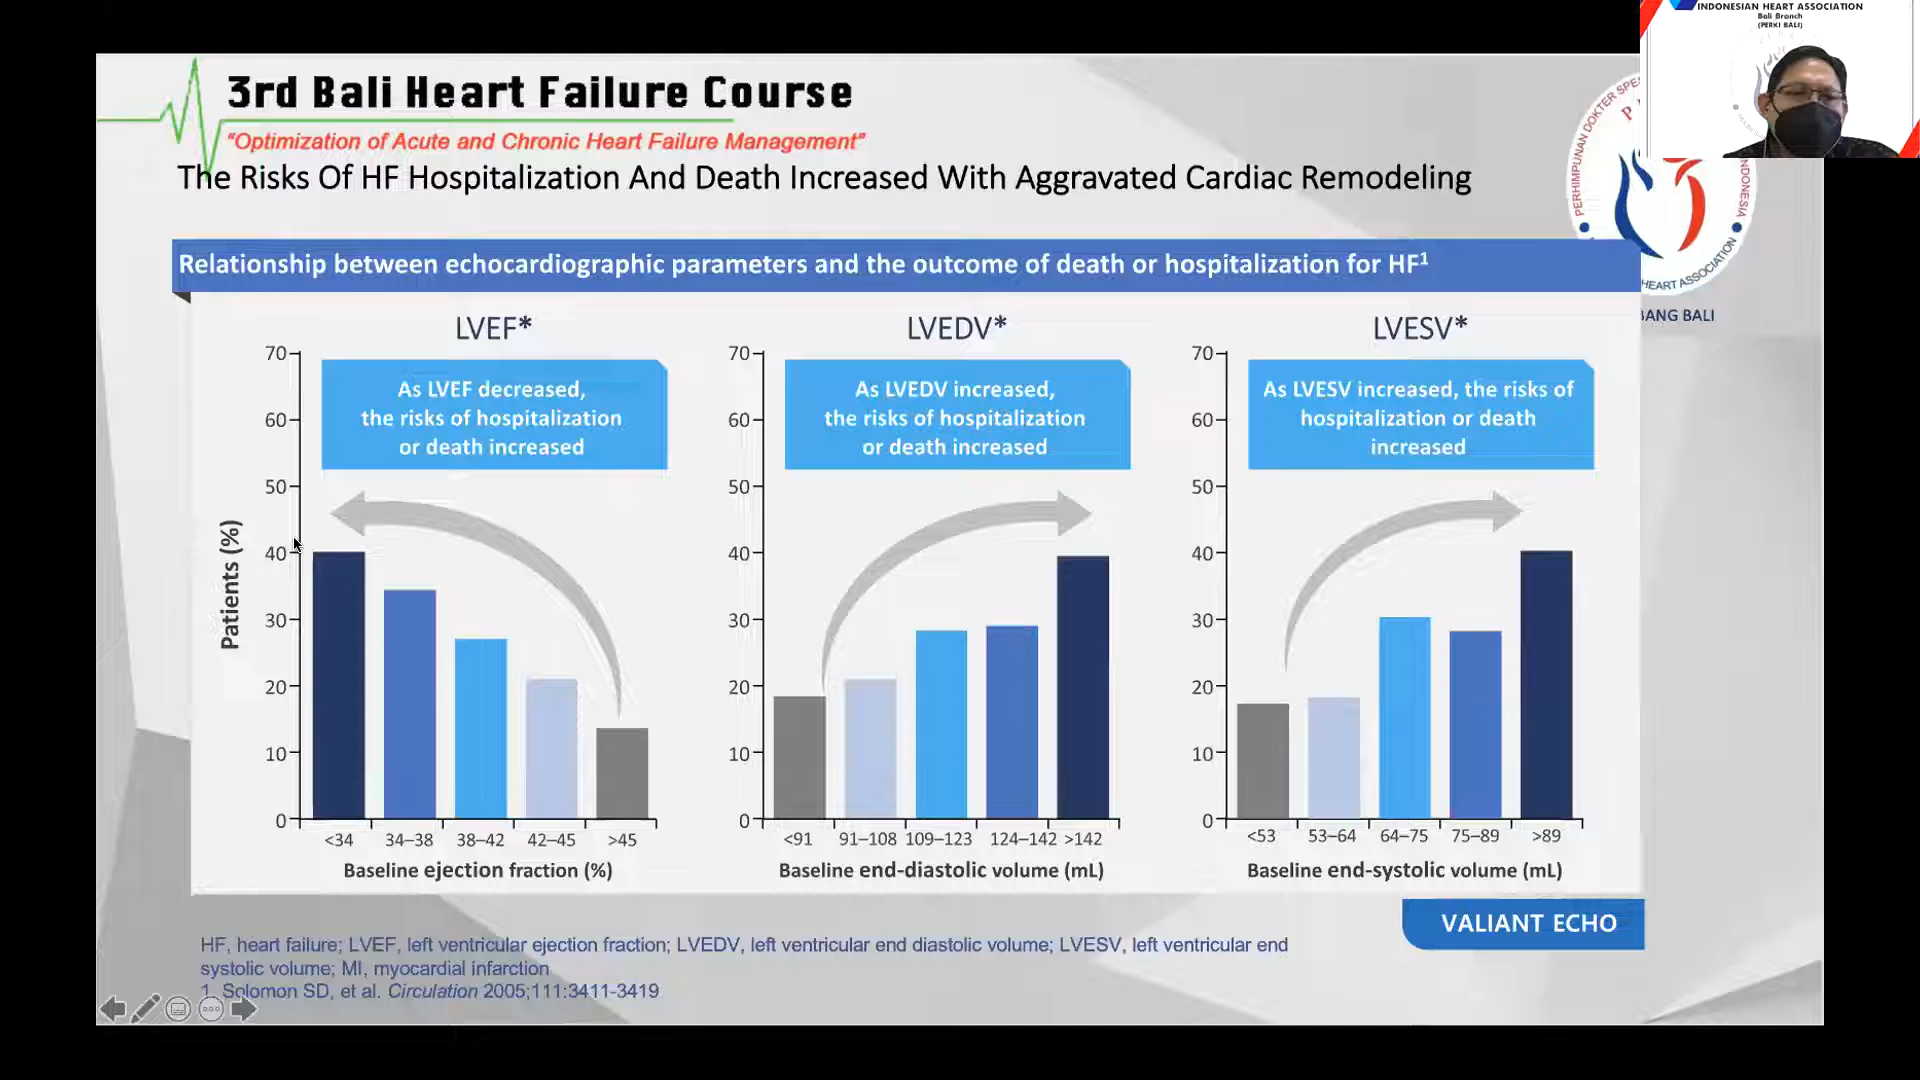 INDONESIAN HEART ASSOCIATION
Bali Branch
(PERKI BALI)
3rd Bali Heart Failure Course
"Optimization of Acute and Chronic Heart Failure Management"
The Risks Of HF Hospitalization And Death Increased With Aggravated Cardiac Remodeling
PERHIMPUNAN DOKTER SPE
INDONESIA
HEART ASSOCIATION
BANG BALI
Relationship between echocardiographic parameters and the outcome of death or hospitalization for HF1
LVEF*
As LVEF decreased,
the risks of hospitalization
or death increased
Patients (%)
70
60
50
40
30
20
10
0
<34 34–38 38–42 42–45 >45
Baseline ejection fraction (%)
LVEDV*
As LVEDV increased,
the risks of hospitalization
or death increased
70
60
50
40
30
20
10
0
<91 91–108 109–123 124–142 >142
Baseline end-diastolic volume (mL)
LVESV*
As LVESV increased, the risks of
hospitalization or death
increased
70
60
50
40
30
20
10
0
<53 53–64 64–75 75–89 >89
Baseline end-systolic volume (mL)
VALIANT ECHO
HF, heart failure; LVEF, left ventricular ejection fraction; LVEDV, left ventricular end diastolic volume; LVESV, left ventricular end
systolic volume; MI, myocardial infarction
1. Solomon SD, et al. Circulation 2005;111:3411-3419